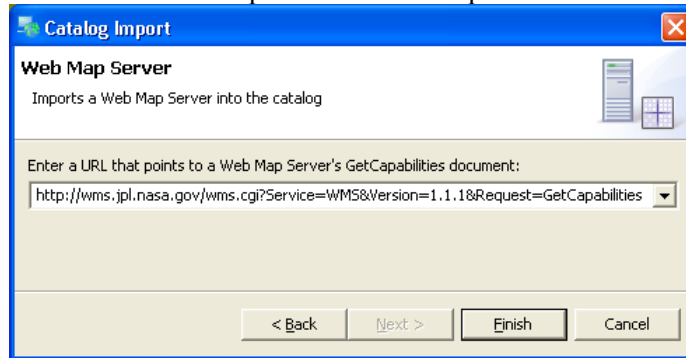 Catalog Import
Web Map Server
Imports a Web Map Server into the catalog
Enter a URL that points to a Web Map Server's GetCapabilities document:
http://wms.jpl.nasa.gov/wms.cgi?Service=WMS&Version=1.1.1&Request=GetCapabilities
< Back Next > Finish Cancel